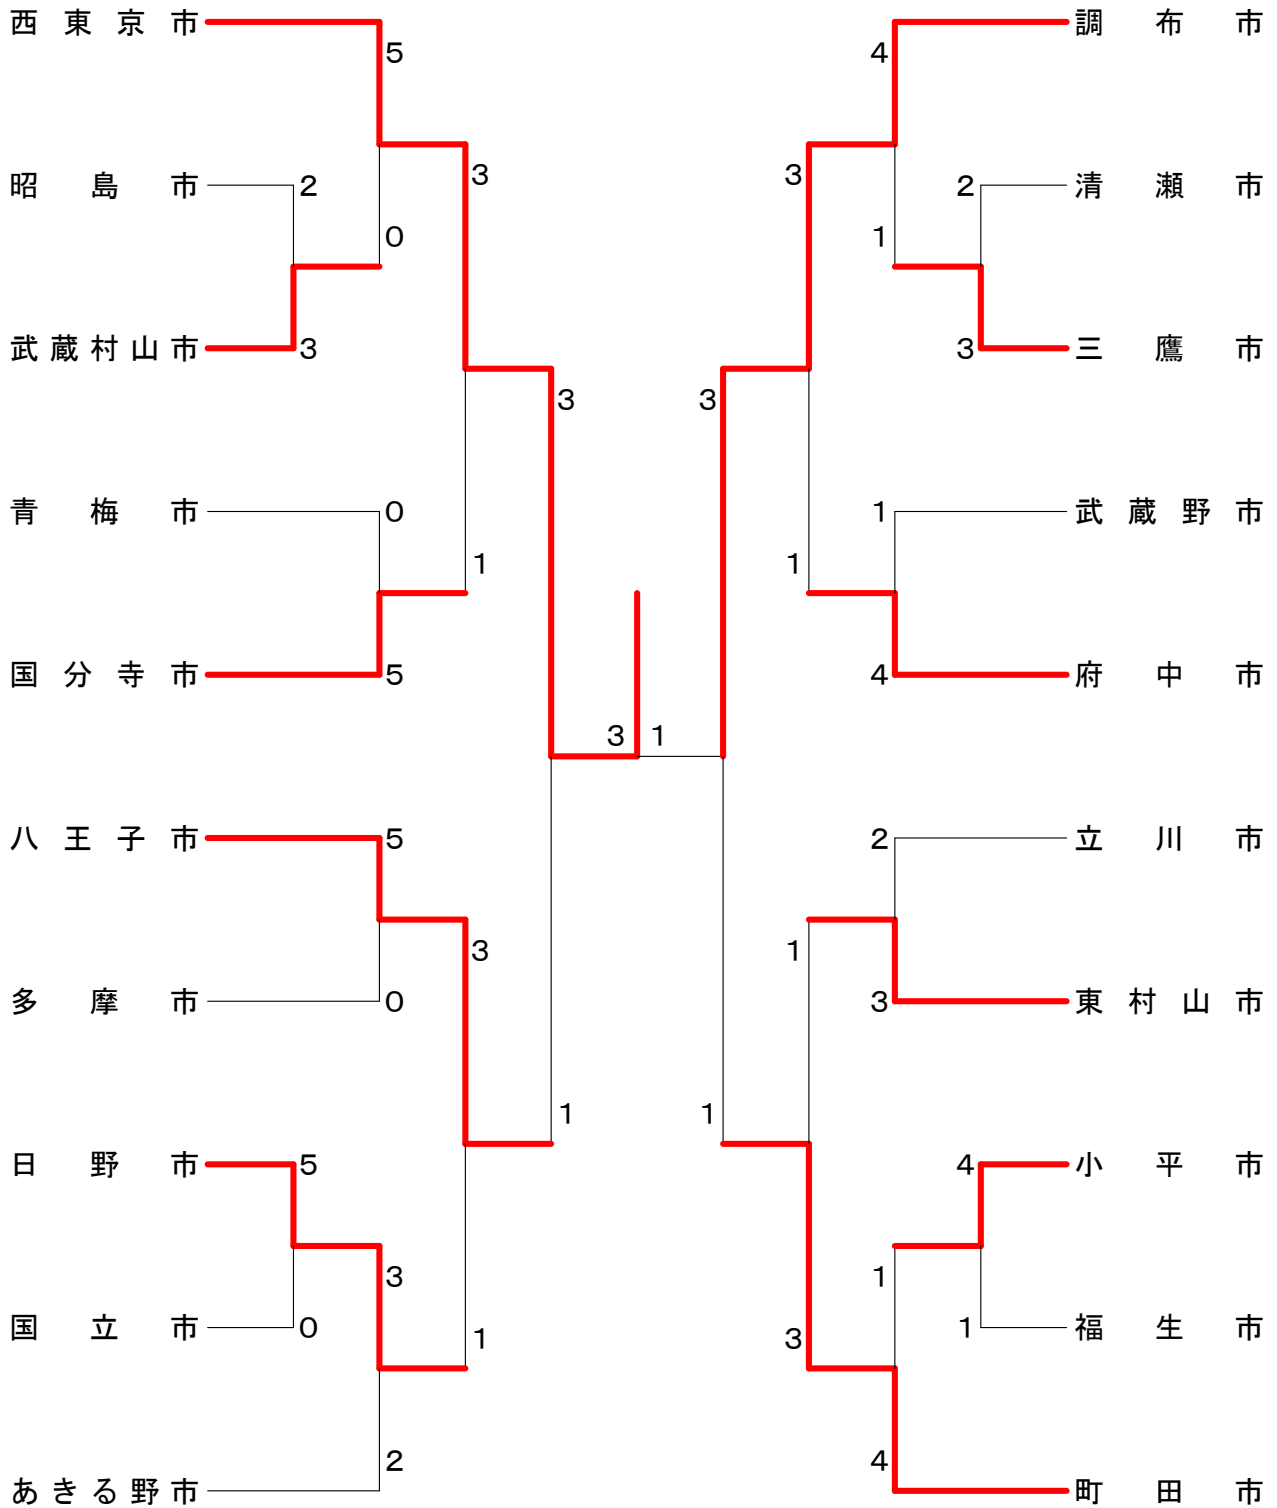 西東京市
5
4
調布市
昭島市
2
3
3
2
清瀬市
0
1
武蔵村山市
3
3
三鷹市
3
3
青梅市
0
1
武蔵野市
1
1
国分寺市
5
4
府中市
3
1
八王子市
5
2
立川市
3
1
多摩市
0
3
東村山市
1
1
日野市
5
4
小平市
3
1
国立市
0
1
3
1
福生市
2
4
あきる野市
町田市